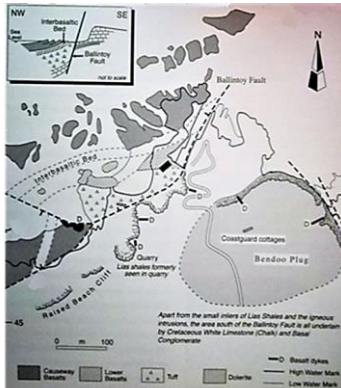 NW
SE
Interbasaltic
Bed
Sea
Level
Ballintoy
Fault
not to scale
N
Ballintoy Fault
Interbasaltic Bed
D
D
D
D
D
D
Coastguard cottages
Quarry
Lias shales formerly
seen in quarry
Bendoo Plug
Raised Beach Cliff
45
Apart from the small inliers of Lias Shales and the igneous
intrusions, the area south of the Ballintoy Fault is all underlain
by Cretaceous White Limestone (Chalk) and Basal
Conglomerate
0 m 100
D Basalt dykes
High Water Mark
Low Water Mark
Causeway
Basalts
Lower
Basalts
Tuff
Dolerite